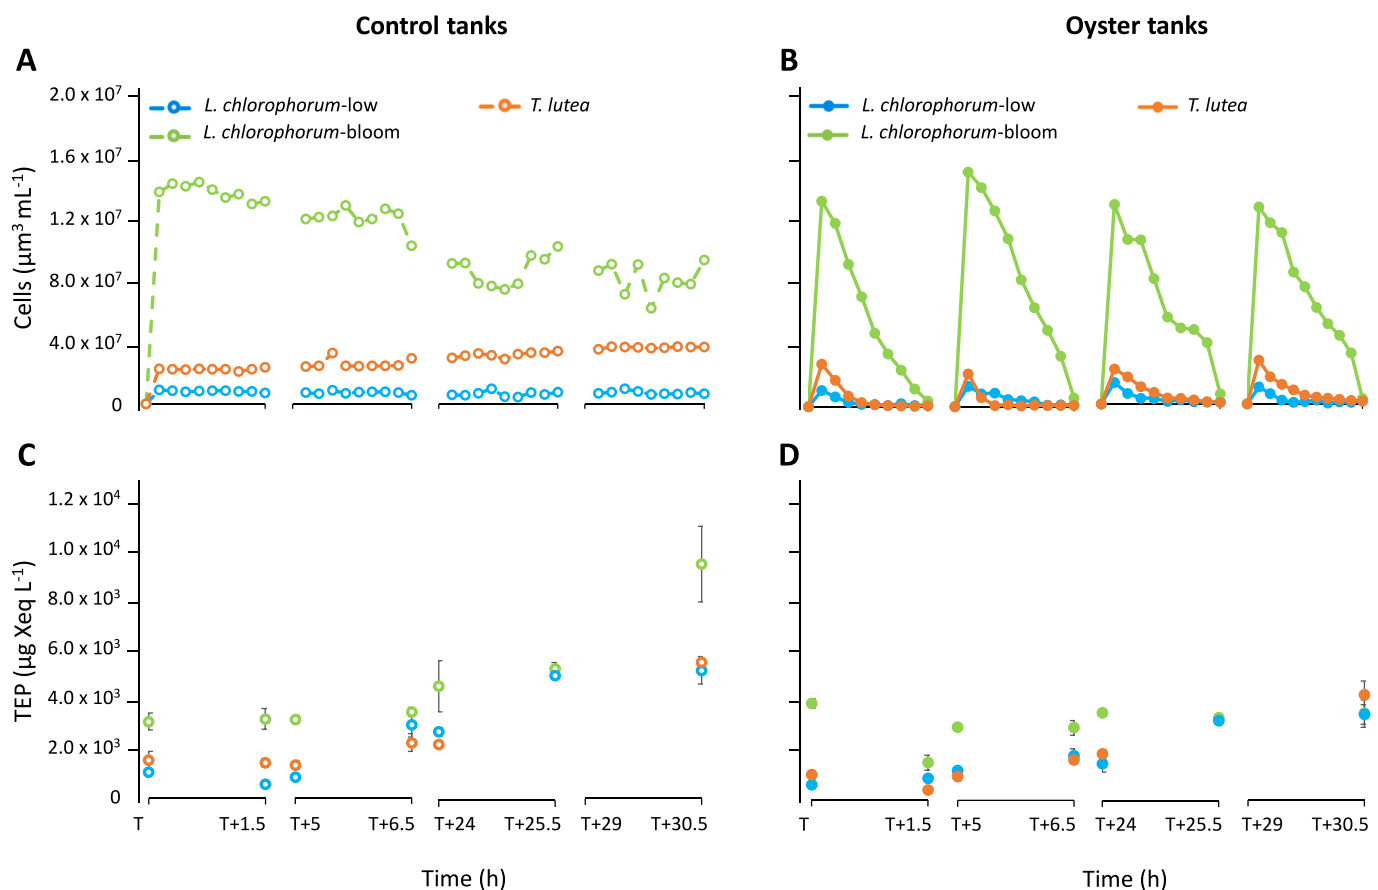 Control tanks
Oyster tanks
A
B
2.0 x 10⁷
1.6 x 10⁷
1.2 x 10⁷
8.0 x 10⁷
4.0 x 10⁷
0
Cells (µm³ mL⁻¹)
L. chlorophorum-low
T. lutea
L. chlorophorum-bloom
L. chlorophorum-low
T. lutea
L. chlorophorum-bloom
C
D
1.2 x 10⁴
1.0 x 10⁴
8.0 x 10³
6.0 x 10³
4.0 x 10³
2.0 x 10³
0
TEP (µg Xeq L⁻¹)
T T+1.5 T+5 T+6.5 T+24 T+25.5 T+29 T+30.5
T T+1.5 T+5 T+6.5 T+24 T+25.5 T+29 T+30.5
Time (h)
Time (h)